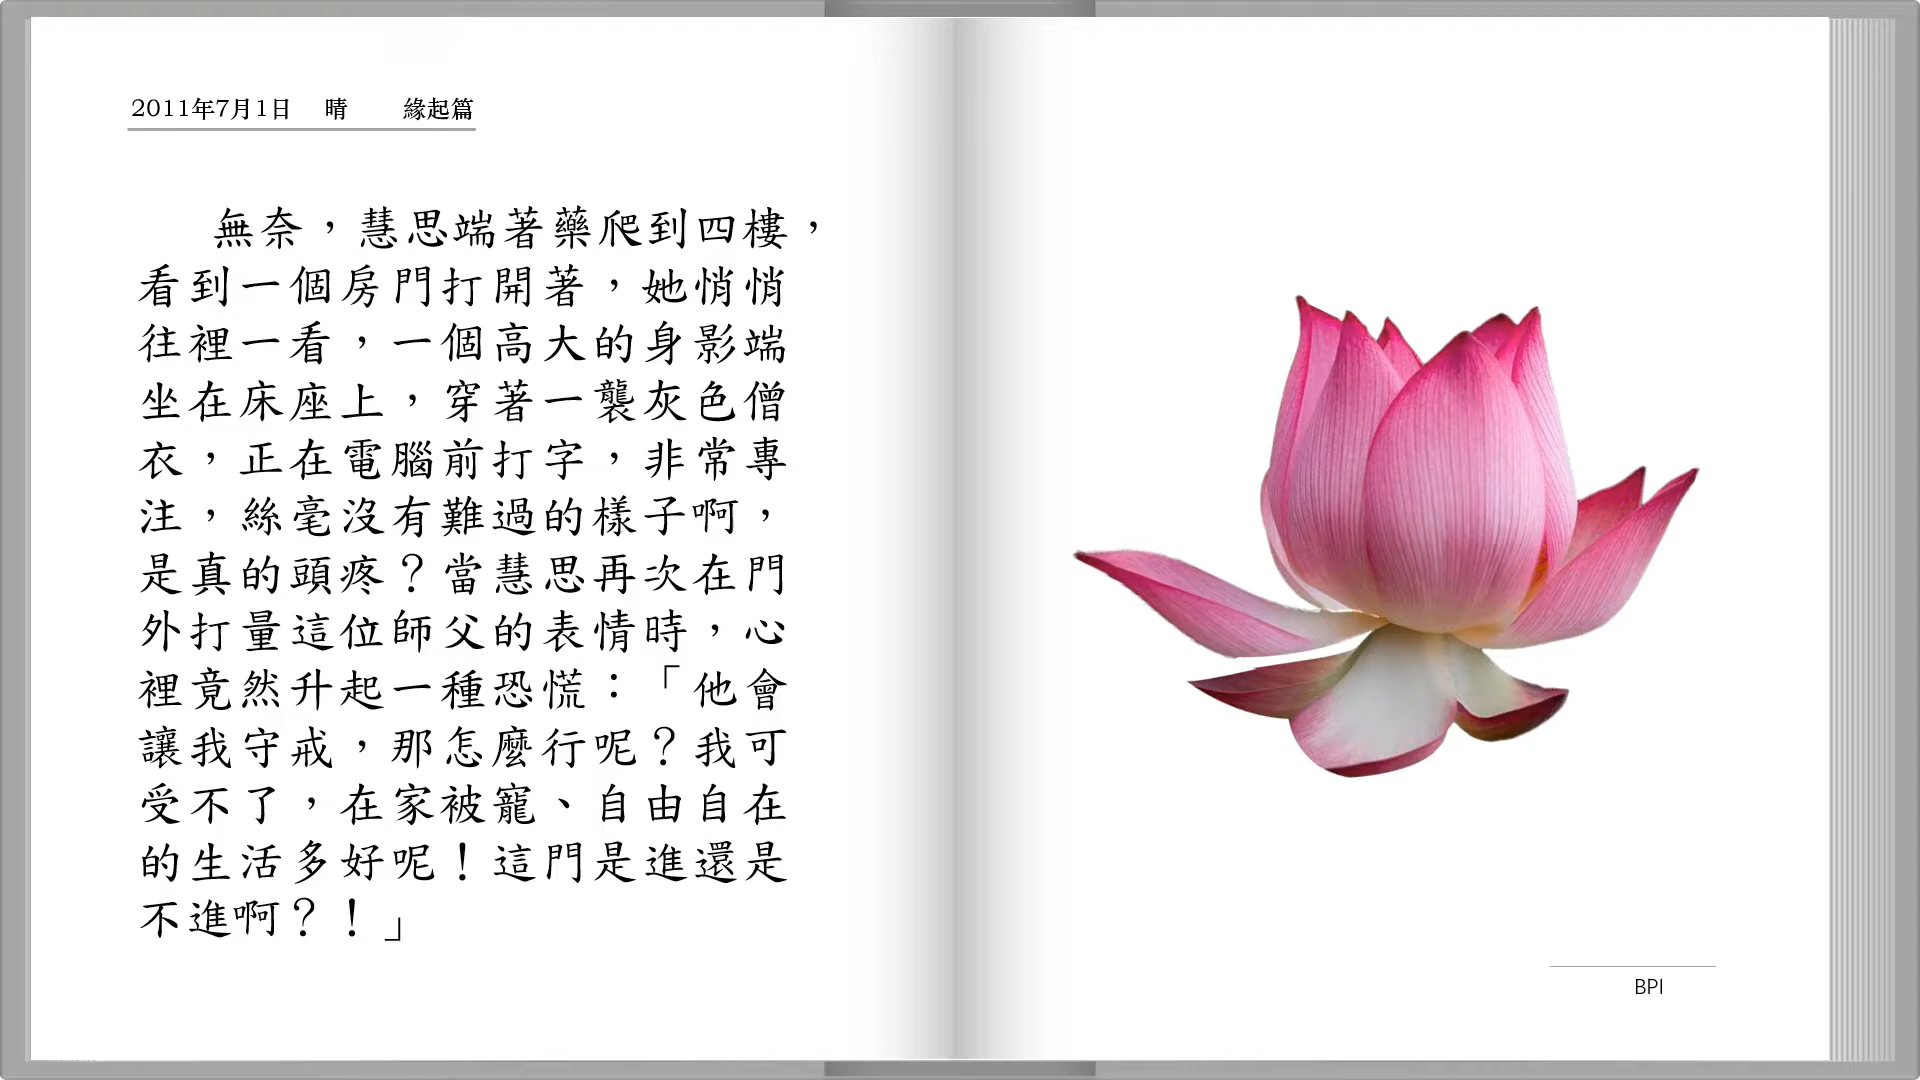 2011年7月1日 晴 緣起篇
無奈，慧思端著藥爬到四樓，
看到一個房門打開著，她悄悄
往裡一看，一個高大的身影端
坐在床座上，穿著一襲灰色僧
衣，正在電腦前打字，非常專
注，絲毫沒有難過的樣子啊，
是真的頭疼？當慧思再次在門
外打量這位師父的表情時，心
裡竟然升起一種恐慌：「他會
讓我守戒，那怎麼行呢？我可
受不了，在家被寵、自由自在
的生活多好呢！這門是進還是
不進啊？！」
BPI